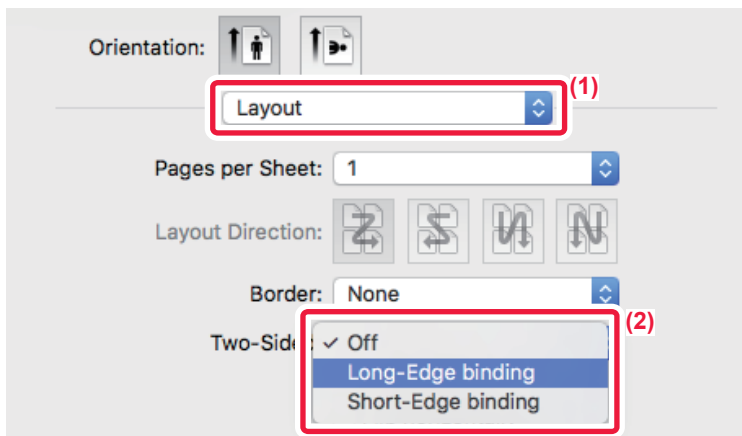 Orientation:
(1)
Layout
Pages per Sheet: 1
Layout Direction:
Border: None
(2)
Two-Side : ✓ Off
Long-Edge binding
Short-Edge binding